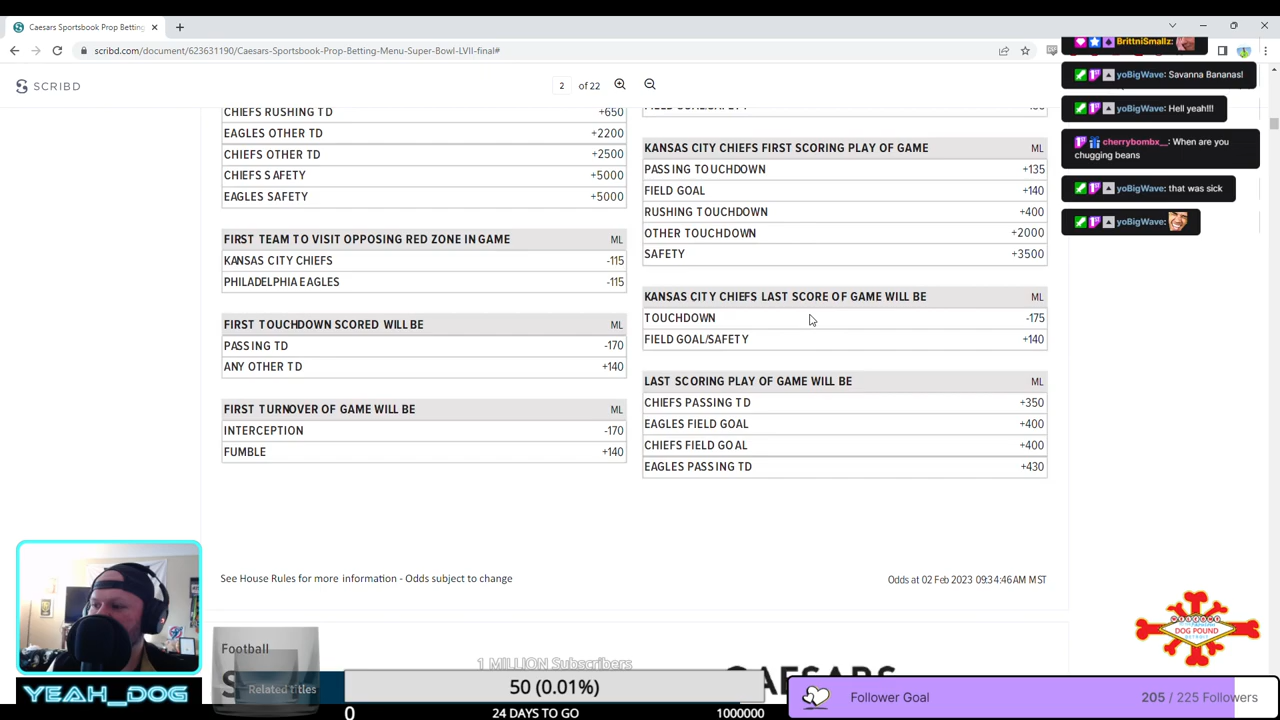 Caesars Sportsbook Prop Betting
scribd.com/document/623631190/Caesars-Sportsbook-Prop-Betting-Menu-Su
final#
SCRIBD
2 of 22
CHIEFS RUSHING TD +650
EAGLES OTHER TD +2200
CHIEFS OTHER TD +2500
CHIEFS SAFETY +5000
EAGLES SAFETY +5000
FIRST TEAM TO VISIT OPPOSING RED ZONE IN GAME ML
KANSAS CITY CHIEFS -115
PHILADELPHIA EAGLES -115
FIRST TOUCHDOWN SCORED WILL BE ML
PASSING TD -170
ANY OTHER TD +140
FIRST TURNOVER OF GAME WILL BE ML
INTERCEPTION -170
FUMBLE +140
KANSAS CITY CHIEFS FIRST SCORING PLAY OF GAME ML
PASSING TOUCHDOWN +135
FIELD GOAL +140
RUSHING TOUCHDOWN +400
OTHER TOUCHDOWN +2000
SAFETY +3500
KANSAS CITY CHIEFS LAST SCORE OF GAME WILL BE ML
TOUCHDOWN -175
FIELD GOAL/SAFETY +140
LAST SCORING PLAY OF GAME WILL BE ML
CHIEFS PASSING TD +350
EAGLES FIELD GOAL +400
CHIEFS FIELD GOAL +400
EAGLES PASSING TD +430
See House Rules for more information - Odds subject to change
Odds at 02 Feb 2023 09:34:46AM MST
BrittniSmallz:
yoBigWave: Savanna Bananas!
yoBigWave: Hell yeah!!!
cherrybombx__: When are you
chugging beans
yoBigWave: that was sick
yoBigWave:
DOG POUND
DETROIT
Football
Related titles
CAESARS
YEAH_DOG
1 MILLION Subscribers
50 (0.01%)
0 24 DAYS TO GO 1000000
Follower Goal 205 / 225 Followers